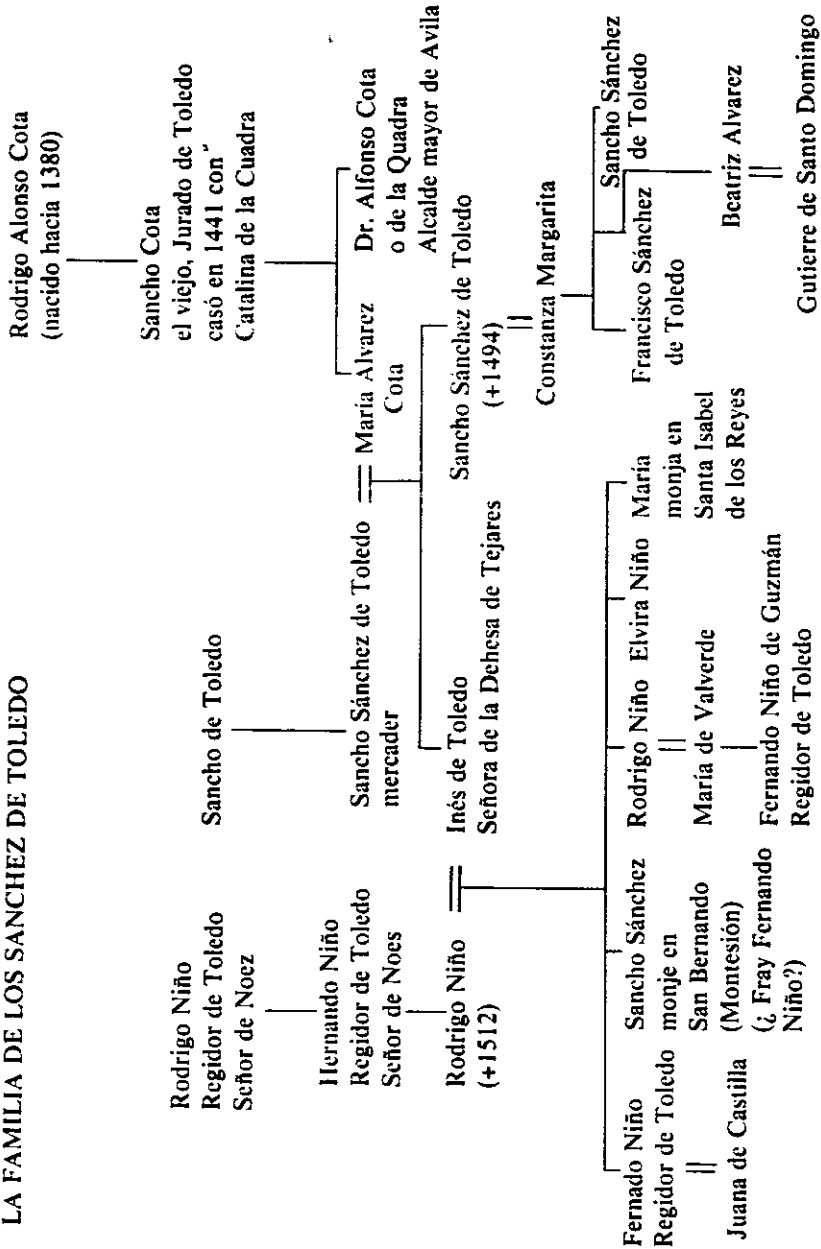 LA FAMILIA DE LOS SANCHEZ DE TOLEDO
Rodrigo Alonso Cota
(nacido hacia 1380)
Sancho Cota
el viejo, Jurado de Toledo
casó en 1441 con
Catalina de la Cuadra
Rodrigo Niño
Regidor de Toledo
Señor de Noez
Sancho de Toledo
Hernando Niño
Regidor de Toledo
Señor de Noes
Sancho Sánchez de Toledo
mercader
María Alvarez
Cota
Dr. Alfonso Cota
o de la Quadra
Alcalde mayor de Avila
Rodrigo Niño
(+1512)
Inés de Toledo
Señora de la Dehesa de Tejares
Sancho Sánchez de Toledo
(+1494)
Constanza Margarita
Fernado Niño
Regidor de Toledo
Juana de Castilla
Sancho Sánchez
monje en
San Bernando
(Montesión)
(¿ Fray Fernando
Niño?)
Rodrigo Niño
María de Valverde
Fernando Niño de Guzmán
Regidor de Toledo
Elvira Niño
María
monja en
Santa Isabel
de los Reyes
Francisco Sánchez
de Toledo
Sancho Sánchez
de Toledo
Beatriz Alvarez
Gutierre de Santo Domingo